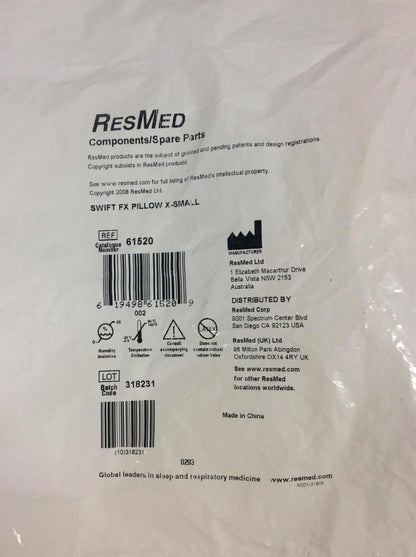 RESMED
Components/Spare Parts
ResMed products are the subject of granted and pending patents and design registrations.
Copyright subsists in ResMed products
See www.resmed.com for full listing of ResMed's intellectual property
Copyright 2008 ResMed Ltd.
SWIFT FX PILLOW X-SMALL
REF
Catalogue
Number
61520
6 19498 61520 9
002
MANUFACTURER
ResMed Ltd
1 Elizabeth Macarthur Drive
Bella Vista NSW 2153
Australia
DISTRIBUTED BY
ResMed Corp
9001 Spectrum Center Blvd
San Diego CA 92123 USA
ResMed (UK) Ltd
96 Milton Park Abingdon
Oxfordshire OX14 4RY UK
See www.resmed.com
for other ResMed
locations worldwide.
Humidity
limitation
Temperature
limitation
Consult
accompanying
document
Does not
contain natural
rubber latex
LOT
Batch
Code
318231
(10)318231
Made in China
0293
Global leaders in sleep and respiratory medicine www.resmed.com